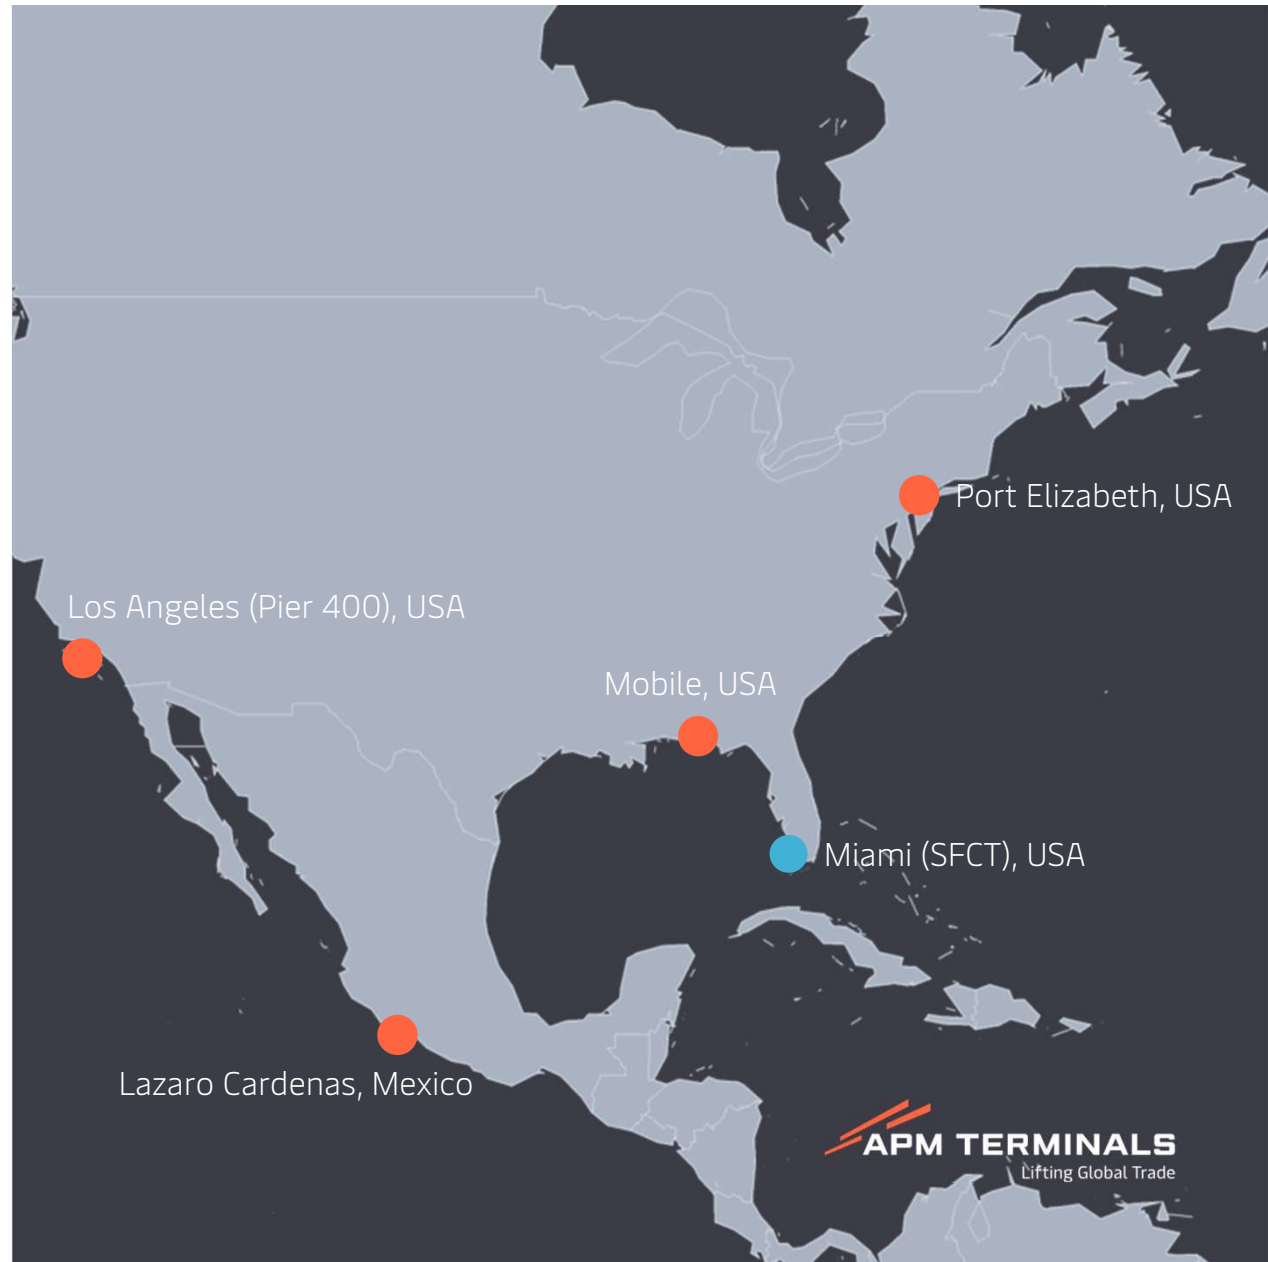 Port Elizabeth, USA
Los Angeles (Pier 400), USA
Mobile, USA
Miami (SFCT), USA
Lazaro Cardenas, Mexico
APM TERMINALS
Lifting Global Trade